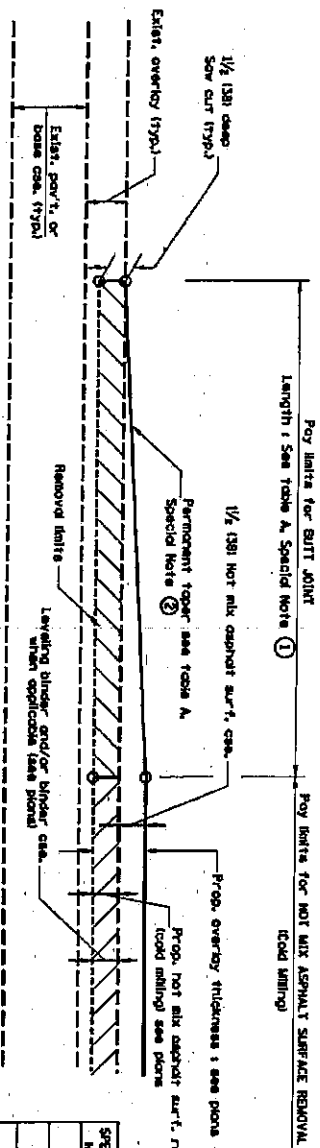 Pay limits for BUTT JOINT
Length : See table A, Special Note ①
Pay limits for HOT MIX ASPHALT SURFACE REMOVAL
(Cold Milling)
1½ (38) deep
Saw cut (typ.)
Exist. overlay (typ.)
Permanent taper see table A,
Special Note ②
1½ (38) Hot mix asphalt surf. cse.
Prop. overlay thickness : see plans
Prop. hot mix asphalt surf. r
(cold milling) see plans
Exist. pav't. or
base cse. (typ.)
Removal limits
Leveling binder and/or binder cse.
when applicable (see plans)
SPE